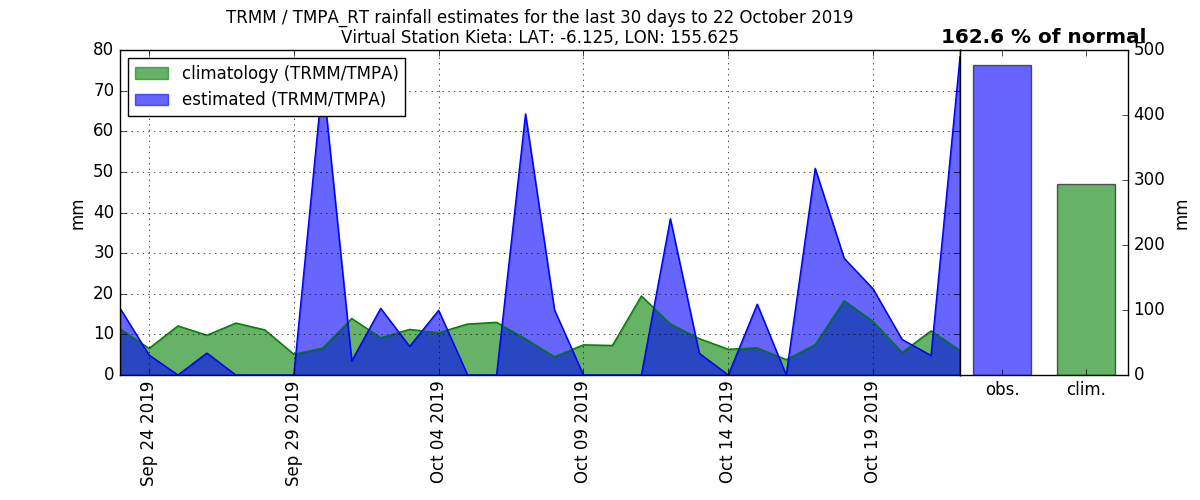 TRMM / TMPA_RT rainfall estimates for the last 30 days to 22 October 2019
Virtual Station Kieta: LAT: -6.125, LON: 155.625
162.6 % of normal
climatology (TRMM/TMPA)
estimated (TRMM/TMPA)
mm
80
70
60
50
40
30
20
10
0
Sep 24 2019
Sep 29 2019
Oct 04 2019
Oct 09 2019
Oct 14 2019
Oct 19 2019
obs.
clim.
500
400
300
200
100
0
mm